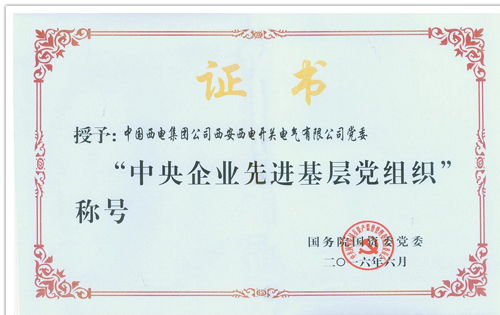 证书
授予:中国西电集团公司西安西电开关电气有限公司党委
“中央企业先进基层党组织”
称号
国务院国资委党委
二〇一六年六月